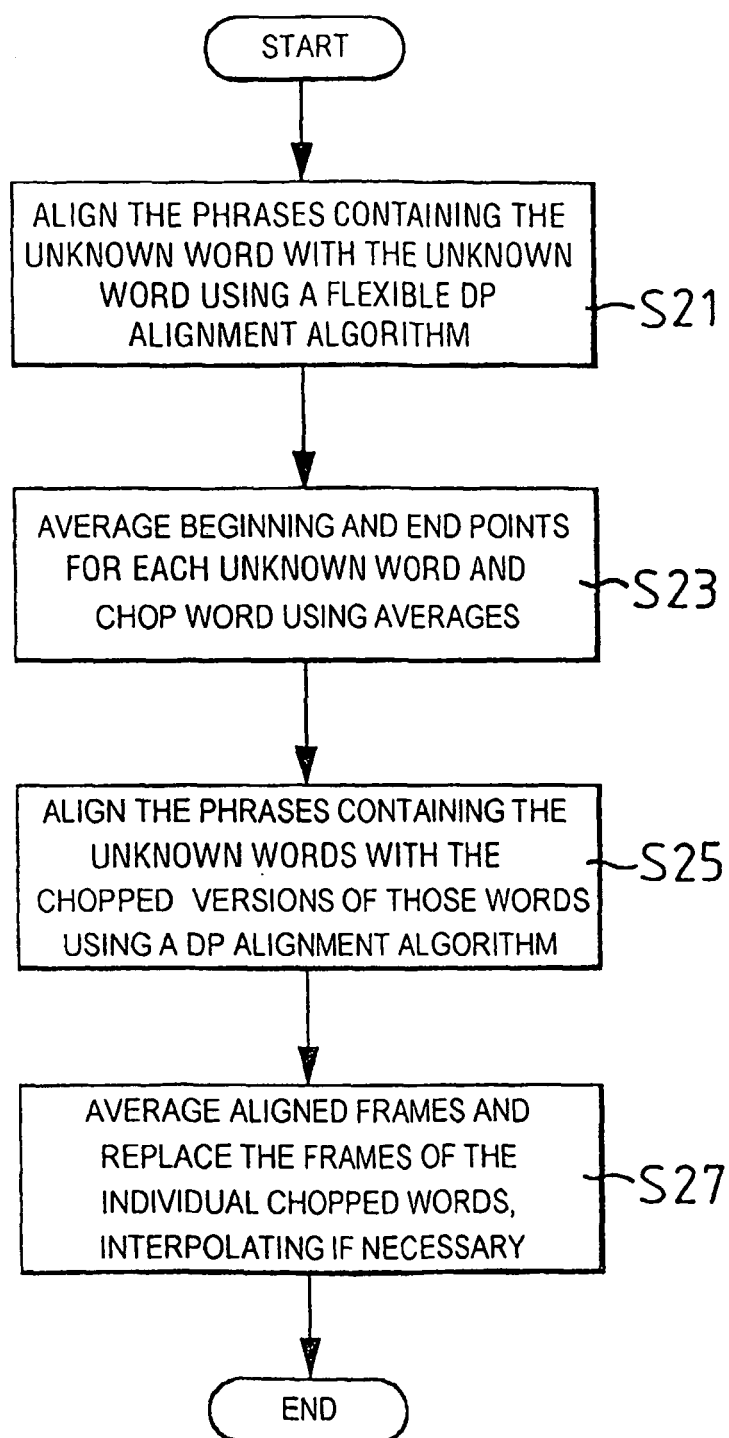 START
ALIGN THE PHRASES CONTAINING THE
UNKNOWN WORD WITH THE UNKNOWN
WORD USING A FLEXIBLE DP
ALIGNMENT ALGORITHM
S21
AVERAGE BEGINNING AND END POINTS
FOR EACH UNKNOWN WORD AND
CHOP WORD USING AVERAGES
S23
ALIGN THE PHRASES CONTAINING THE
UNKNOWN WORDS WITH THE
CHOPPED VERSIONS OF THOSE WORDS
USING A DP ALIGNMENT ALGORITHM
S25
AVERAGE ALIGNED FRAMES AND
REPLACE THE FRAMES OF THE
INDIVIDUAL CHOPPED WORDS,
INTERPOLATING IF NECESSARY
S27
END